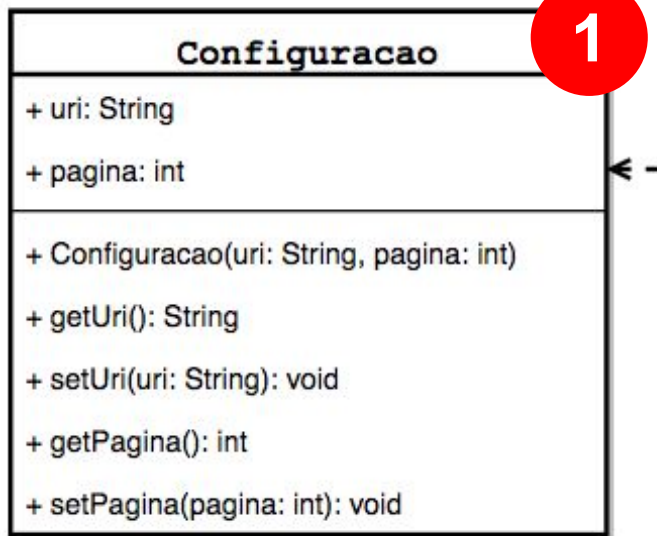 Configuracao
1
+ uri: String
+ pagina: int
+ Configuracao(uri: String, pagina: int)
+ getUri(): String
+ setUri(uri: String): void
+ getPagina(): int
+ setPagina(pagina: int): void